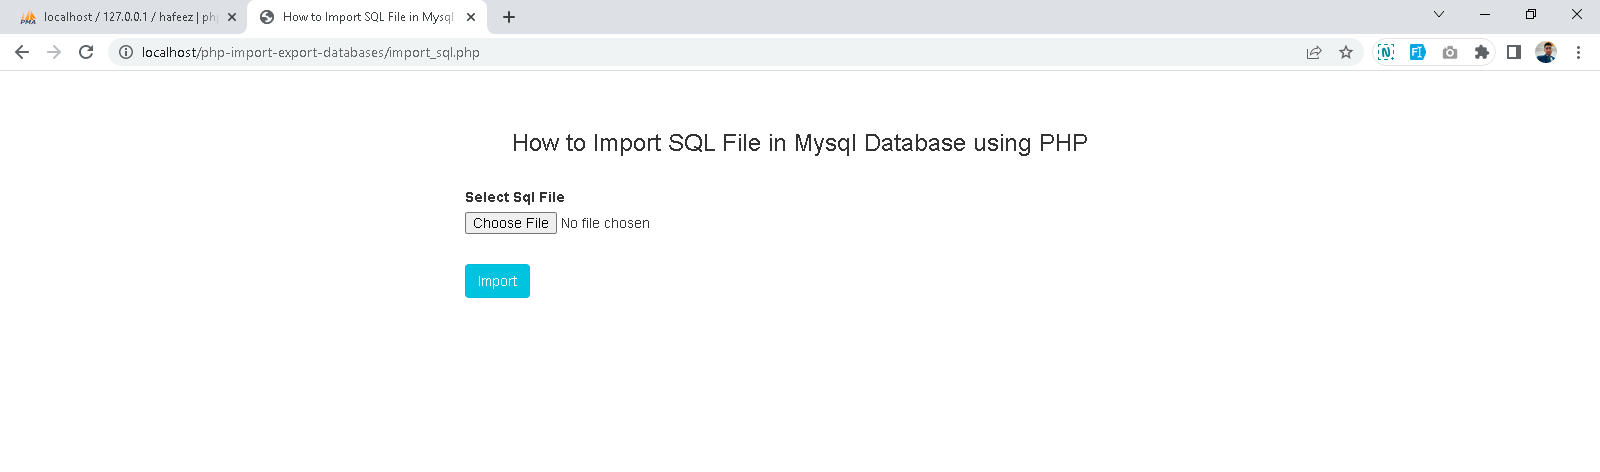 PMA
localhost / 127.0.0.1 / hafeez | php
How to Import SQL File in Mysql
localhost/php-import-export-databases/import_sql.php
N
F
How to Import SQL File in Mysql Database using PHP
Select Sql File
Choose File No file chosen
Import